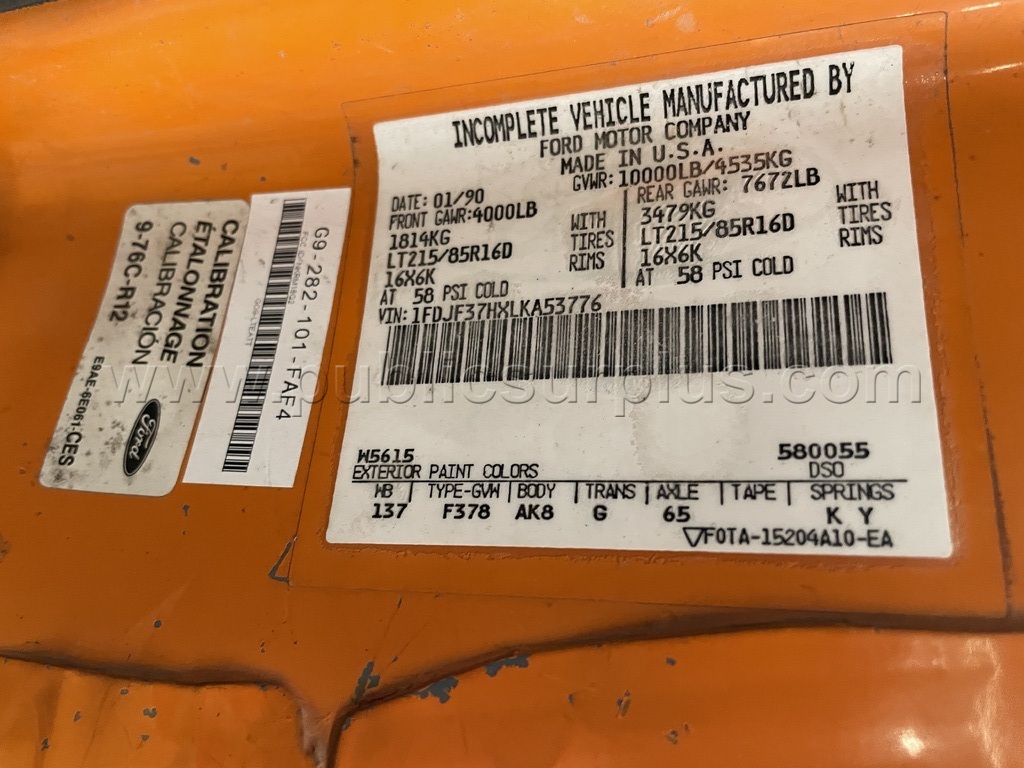 INCOMPLETE VEHICLE MANUFACTURED BY
FORD MOTOR COMPANY
MADE IN U.S.A.
GVWR: 10000LB/4535KG
DATE: 01/90
FRONT GAWR:4000LB
1814KG
LT215/85R16D
16X6K
AT 58 PSI COLD
WITH
TIRES
RIMS
REAR GAWR: 7672LB
3479KG
LT215/85R16D
16X6K
AT 58 PSI COLD
WITH
TIRES
RIMS
VIN:1FDJF37HXLKA53776
W5615
EXTERIOR PAINT COLORS
580055
DSO
WB | TYPE-GVW | BODY | TRANS | AXLE | TAPE | SPRINGS
137 F378 AK8 G 65 K Y
F0TA-15204A10-EA
G9-282-101-FAF4
CALIBRATION
ÉTALONNAGE
CALIBRACIÓN
9-76C-R12
E9AE-6E061-CES
Ford
www.publicsurplus.com